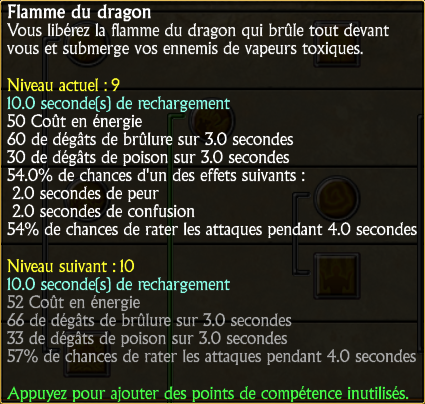 Flamme du dragon
Vous libérez la flamme du dragon qui brûle tout devant
vous et submerge vos ennemis de vapeurs toxiques.
Niveau actuel : 9
10.0 seconde(s) de rechargement
50 Coût en énergie
60 de dégâts de brûlure sur 3.0 secondes
30 de dégâts de poison sur 3.0 secondes
54.0% de chances d'un des effets suivants :
2.0 secondes de peur
2.0 secondes de confusion
54% de chances de rater les attaques pendant 4.0 secondes
Niveau suivant : 10
10.0 seconde(s) de rechargement
52 Coût en énergie
66 de dégâts de brûlure sur 3.0 secondes
33 de dégâts de poison sur 3.0 secondes
57% de chances de rater les attaques pendant 4.0 secondes
Appuyez pour ajouter des points de compétence inutilisés.